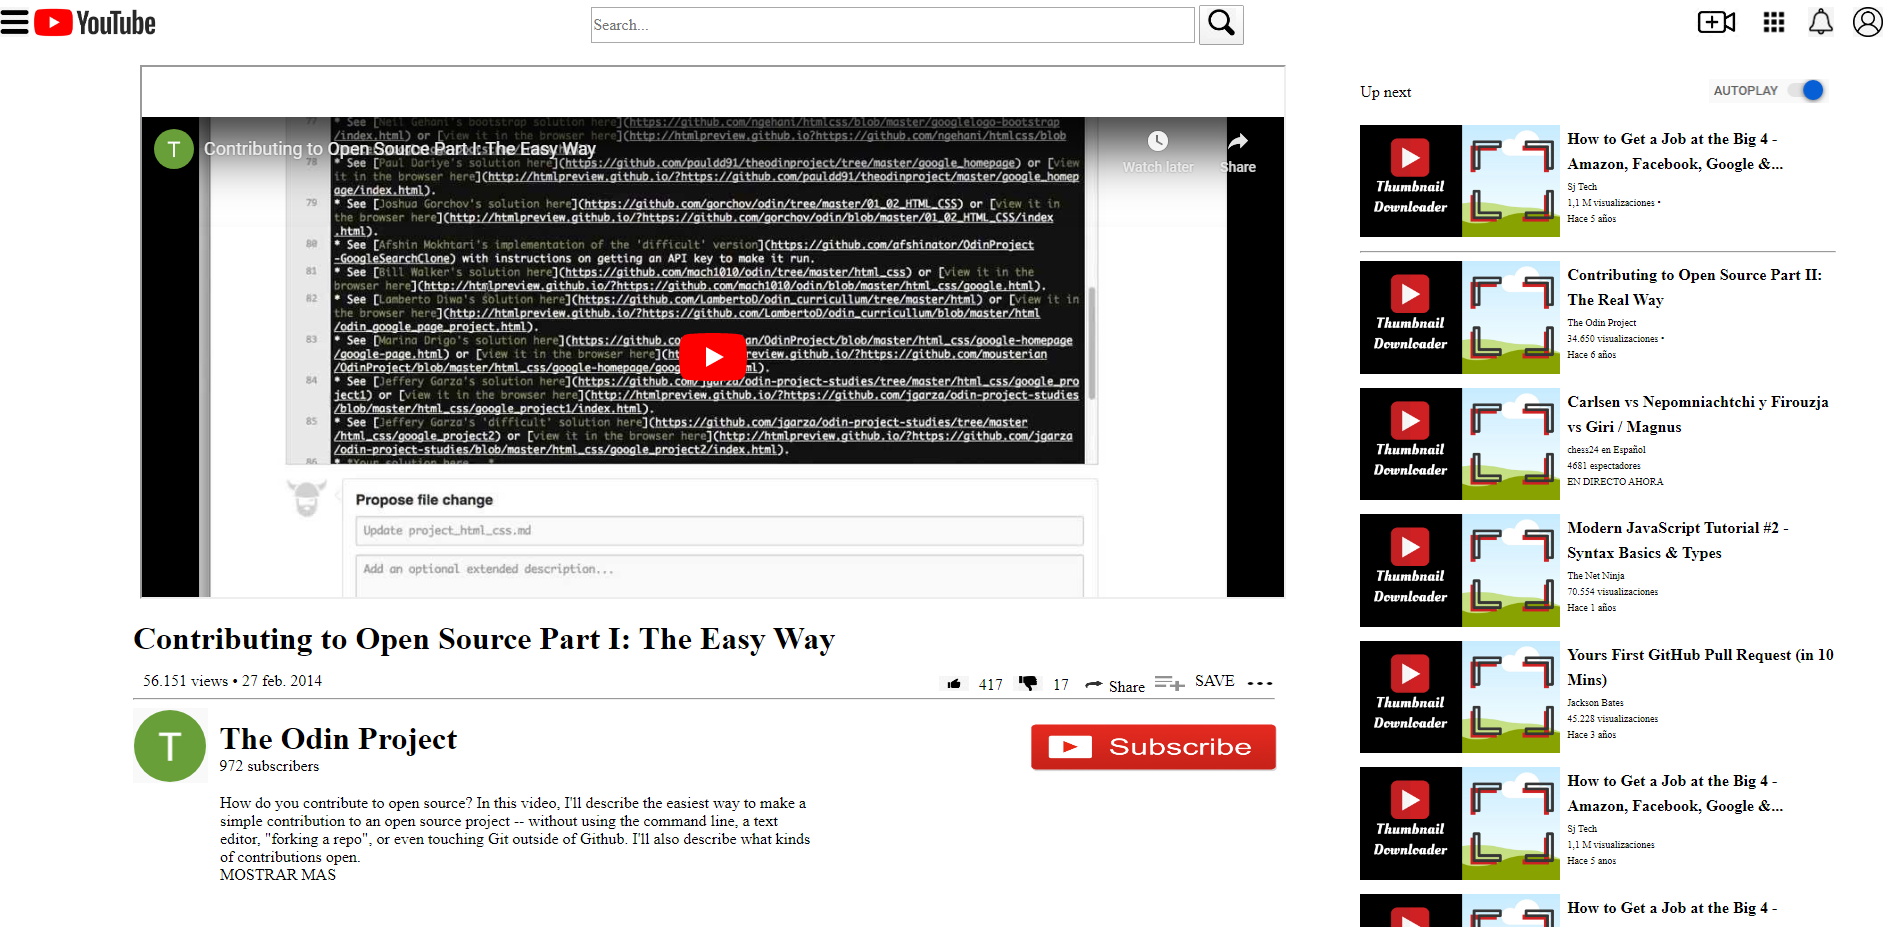 YouTube
Search...
T
Contributing to Open Source Part I: The Easy Way
Watch later
Share
77 * See [Neil Gehani's bootstrap solution here](https://github.com/ngehani/htmlcss/blob/master/googlelogo-bootstrap
/index.html) or [view it in the browser here](http://htmlpreview.github.io?https://github.com/ngehani/htmlcss/blob
78 * See [Paul Dariye's solution here](https://github.com/pauldd91/theodinproject/tree/master/google_homepage) or [view
it in the browser here](http://htmlpreview.github.io/?https://github.com/pauldd91/theodinproject/master/google_homep
age/index.html).
79 * See [Joshua Gorchov's solution here](https://github.com/gorchov/odin/tree/master/01_02_HTML_CSS) or [view it in
the browser here](http://htmlpreview.github.io/?https://github.com/gorchov/odin/blob/master/01_02_HTML_CSS/index
.html).
80 * See [Afshin Mokhtari's implementation of the 'difficult' version](https://github.com/afshinator/OdinProject
-GoogleSearchClone) with instructions on getting an API key to make it run.
81 * See [Bill Walker's solution here](https://github.com/mach1010/odin/tree/master/html_css) or [view it in the
browser here](http://htmlpreview.github.io/?https://github.com/mach1010/odin/blob/master/html_css/google.html).
82 * See [Lamberto Diwa's solution here](https://github.com/LambertoD/odin_curricullum/tree/master/html) or [view it in
the browser here](http://htmlpreview.github.io/?https://github.com/LambertoD/odin_curricullum/blob/master/html
/odin_google_page_project.html).
83 * See [Marina Drigo's solution here](https://github.co an/OdinProject/blob/master/html_css/google-homepage
/google-page.html) or [view it in the browser here](ht review.github.io/?https://github.com/mousterian
/OdinProject/blob/master/html_css/google-homepage/goog l).
84 * See [Jeffery Garza's solution here](https://github.com/jgarza/odin-project-studies/tree/master/html_css/google_pro
ject1) or [view it in the browser here](http://htmlpreview.github.io/?https://github.com/jgarza/odin-project-studies
/blob/master/html_css/google_project1/index.html).
85 * See [Jeffery Garza's 'difficult' solution here](https://github.com/jgarza/odin-project-studies/tree/master
/html_css/google_project2) or [view it in the browser here](http://htmlpreview.github.io/?https://github.com/jgarza
/odin-project-studies/blob/master/html_css/google_project2/index.html).
86 * *Your solution here...*
Propose file change
Update project_html_css.md
Add an optional extended description...
Contributing to Open Source Part I: The Easy Way
56.151 views • 27 feb. 2014
417
17
Share
SAVE
T
The Odin Project
972 subscribers
Subscribe
How do you contribute to open source? In this video, I'll describe the easiest way to make a
simple contribution to an open source project -- without using the command line, a text
editor, "forking a repo", or even touching Git outside of Github. I'll also describe what kinds
of contributions open.
MOSTRAR MAS
Up next
AUTOPLAY
Thumbnail
Downloader
How to Get a Job at the Big 4 -
Amazon, Facebook, Google &...
Sj Tech
1,1 M visualizaciones •
Hace 5 años
Thumbnail
Downloader
Contributing to Open Source Part II:
The Real Way
The Odin Project
34.650 visualizaciones •
Hace 6 años
Thumbnail
Downloader
Carlsen vs Nepomniachtchi y Firouzja
vs Giri / Magnus
chess24 en Español
4681 espectadores
EN DIRECTO AHORA
Thumbnail
Downloader
Modern JavaScript Tutorial #2 -
Syntax Basics & Types
The Net Ninja
70.554 visualizaciones
Hace 1 años
Thumbnail
Downloader
Yours First GitHub Pull Request (in 10
Mins)
Jackson Bates
45.228 visualizaciones
Hace 3 años
Thumbnail
Downloader
How to Get a Job at the Big 4 -
Amazon, Facebook, Google &...
Sj Tech
1,1 M visualizaciones
Hace 5 anos
How to Get a Job at the Big 4 -